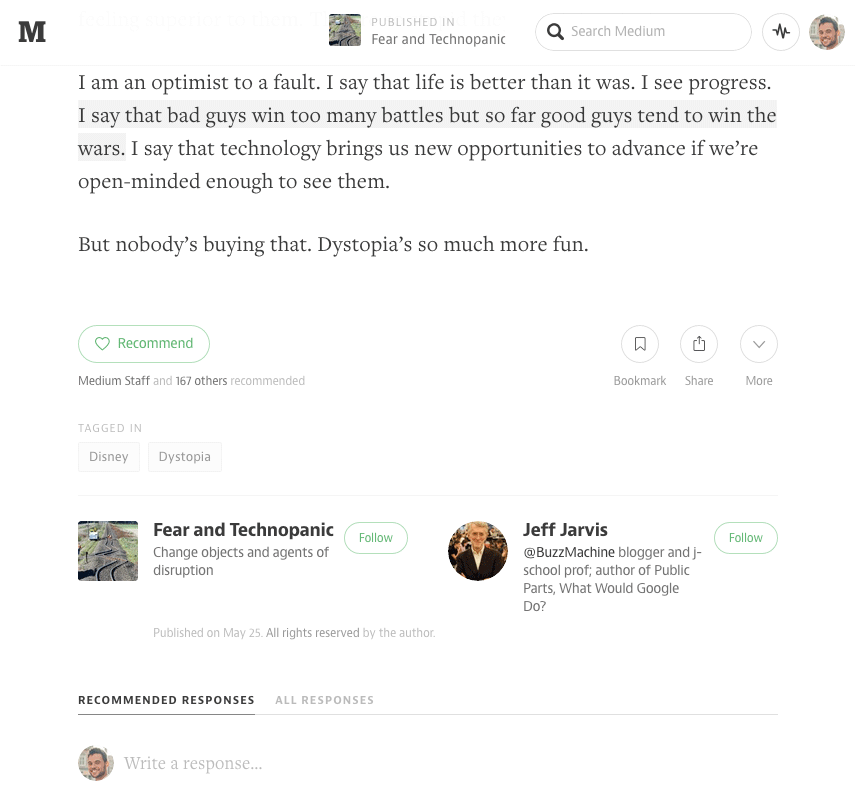 M
PUBLISHED IN
Fear and Technopanic
Search Medium
I am an optimist to a fault. I say that life is better than it was. I see progress.
I say that bad guys win too many battles but so far good guys tend to win the
wars. I say that technology brings us new opportunities to advance if we’re
open-minded enough to see them.
But nobody’s buying that. Dystopia’s so much more fun.
Recommend
Medium Staff and 167 others recommended
Bookmark
Share
More
TAGGED IN
Disney
Dystopia
Fear and Technopanic
Follow
Change objects and agents of
disruption
Jeff Jarvis
Follow
@BuzzMachine blogger and j-
school prof; author of Public
Parts, What Would Google
Do?
Published on May 25. All rights reserved by the author.
RECOMMENDED RESPONSES
ALL RESPONSES
Write a response...